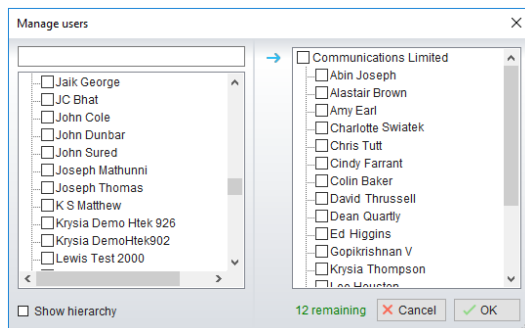 Manage users
Jaik George
JC Bhat
John Cole
John Dunbar
John Sured
Joseph Mathunni
Joseph Thomas
K S Matthew
Krysia Demo Htek 926
Krysia DemoHtek902
Lewis Test 2000
Show hierarchy
Communications Limited
Abin Joseph
Alastair Brown
Amy Earl
Charlotte Swiatek
Chris Tutt
Cindy Farrant
Colin Baker
David Thrussell
Dean Quartly
Ed Higgins
Gopikrishnan V
Krysia Thompson
Lee Houston
12 remaining
Cancel
OK